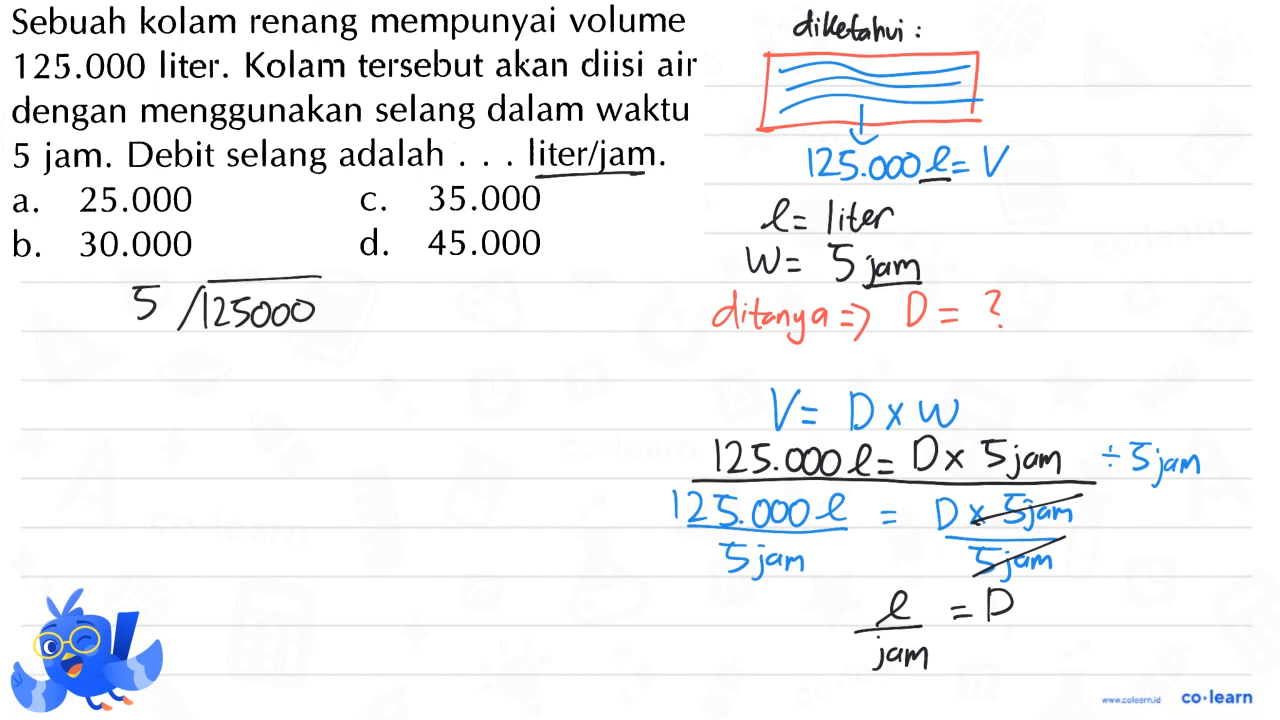 Sebuah kolam renang mempunyai volume
125.000 liter. Kolam tersebut akan diisi air
dengan menggunakan selang dalam waktu
5 jam. Debit selang adalah . . . liter/jam.
a. 25.000 c. 35.000
b. 30.000 d. 45.000
5 /125000
diketahui :
125.000 l = V
l = liter
W = 5 jam
ditanya => D = ?
V = D x W
125.000 l = D x 5 jam ÷ 5 jam
125.000 l = D x 5 jam
5 jam 5 jam
l = D
jam
www.colearn.id co·learn